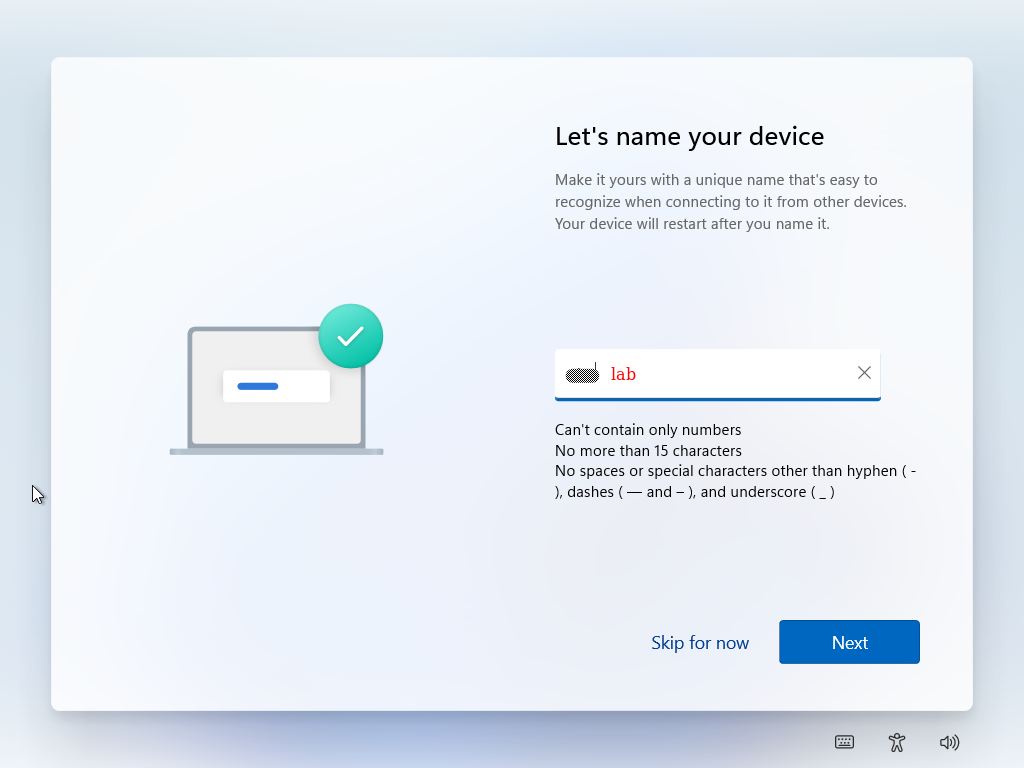 Let's name your device
Make it yours with a unique name that's easy to
recognize when connecting to it from other devices.
Your device will restart after you name it.
lab
Can't contain only numbers
No more than 15 characters
No spaces or special characters other than hyphen ( -
), dashes ( — and – ), and underscore ( _ )
Skip for now
Next